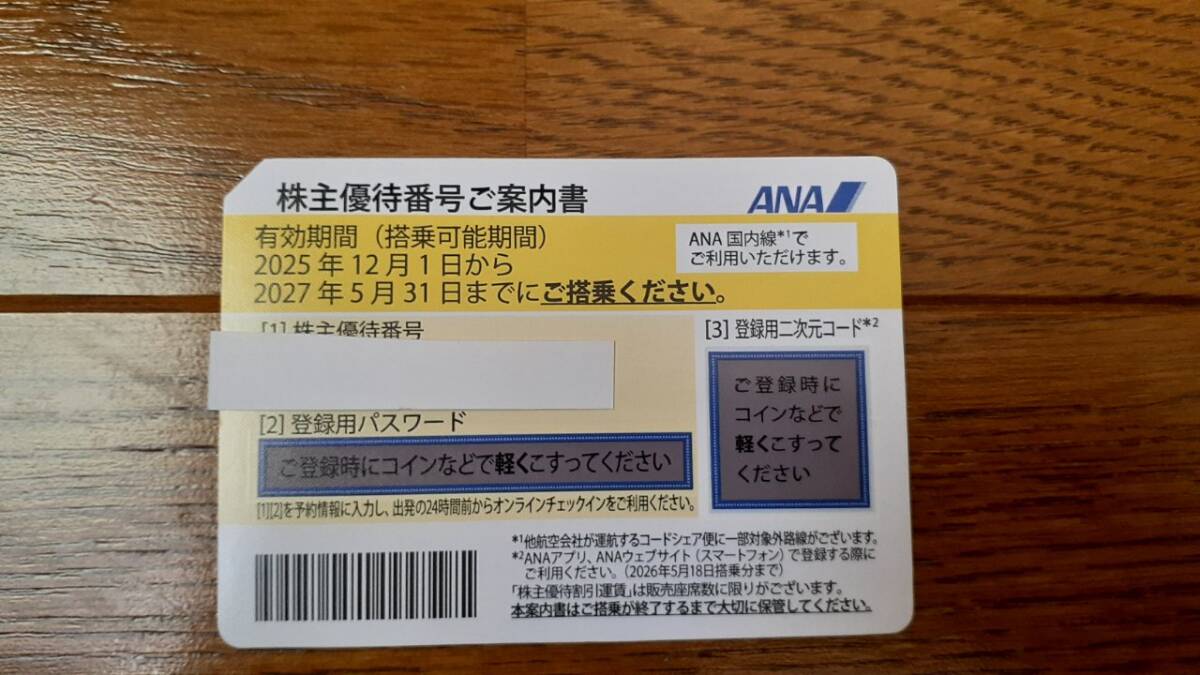 株主優待番号ご案内書
ANA
有効期間（搭乗可能期間）
2025年12月1日から
2027年5月31日までにご搭乗ください。
ANA国内線*1で
ご利用いただけます。
[1] 株主優待番号
[2] 登録用パスワード
ご登録時にコインなどで軽くこすってください
[1][2]を予約情報に入力し、出発の24時間前からオンラインチェックインをご利用ください。
[3] 登録用二次元コード*2
ご登録時に
コインなどで
軽くこすって
ください
*1他航空会社が運航するコードシェア便に一部対象外路線がございます。
*2ANAアプリ、ANAウェブサイト（スマートフォン）で登録する際に
ご利用ください。（2026年5月18日搭乗分まで）
「株主優待割引運賃」は販売座席数に限りがございます。
本案内書はご搭乗が終了するまで大切に保管してください。